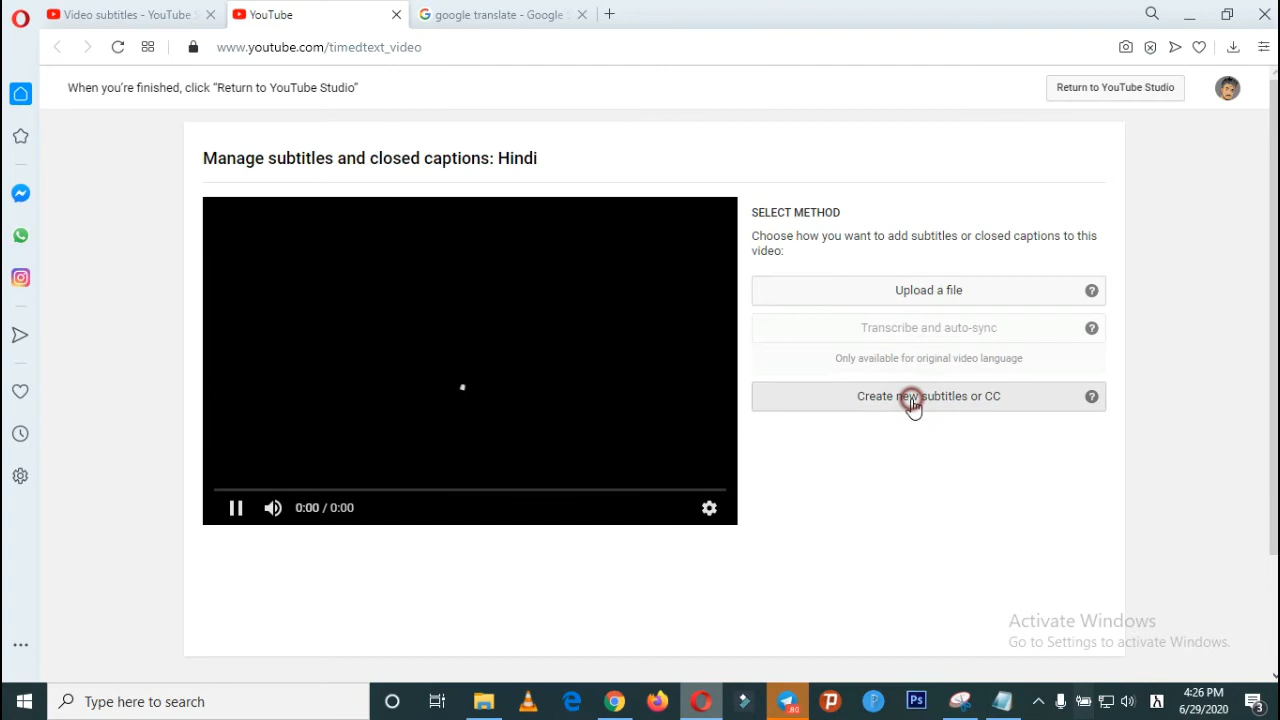 Video subtitles - YouTube
YouTube
google translate - Google
www.youtube.com/timedtext_video
When you're finished, click “Return to YouTube Studio”
Return to YouTube Studio
Manage subtitles and closed captions: Hindi
SELECT METHOD
Choose how you want to add subtitles or closed captions to this
video:
Upload a file
Transcribe and auto-sync
Only available for original video language
Create new subtitles or CC
0:00 / 0:00
Activate Windows
Go to Settings to activate Windows.
Type here to search
Ps
4:26 PM
6/29/2020
3